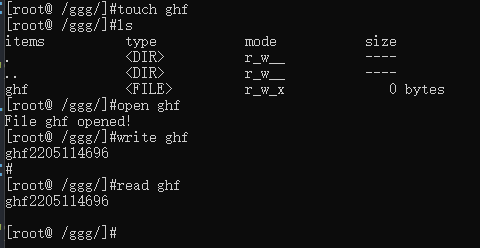 [root@ /ggg/]#touch ghf
[root@ /ggg/]#ls
items type mode size
. <DIR> r_w__ ----
.. <DIR> r_w__ ----
ghf <FILE> r_w_x 0 bytes
[root@ /ggg/]#open ghf
File ghf opened!
[root@ /ggg/]#write ghf
ghf2205114696
#
[root@ /ggg/]#read ghf
ghf2205114696
[root@ /ggg/]#